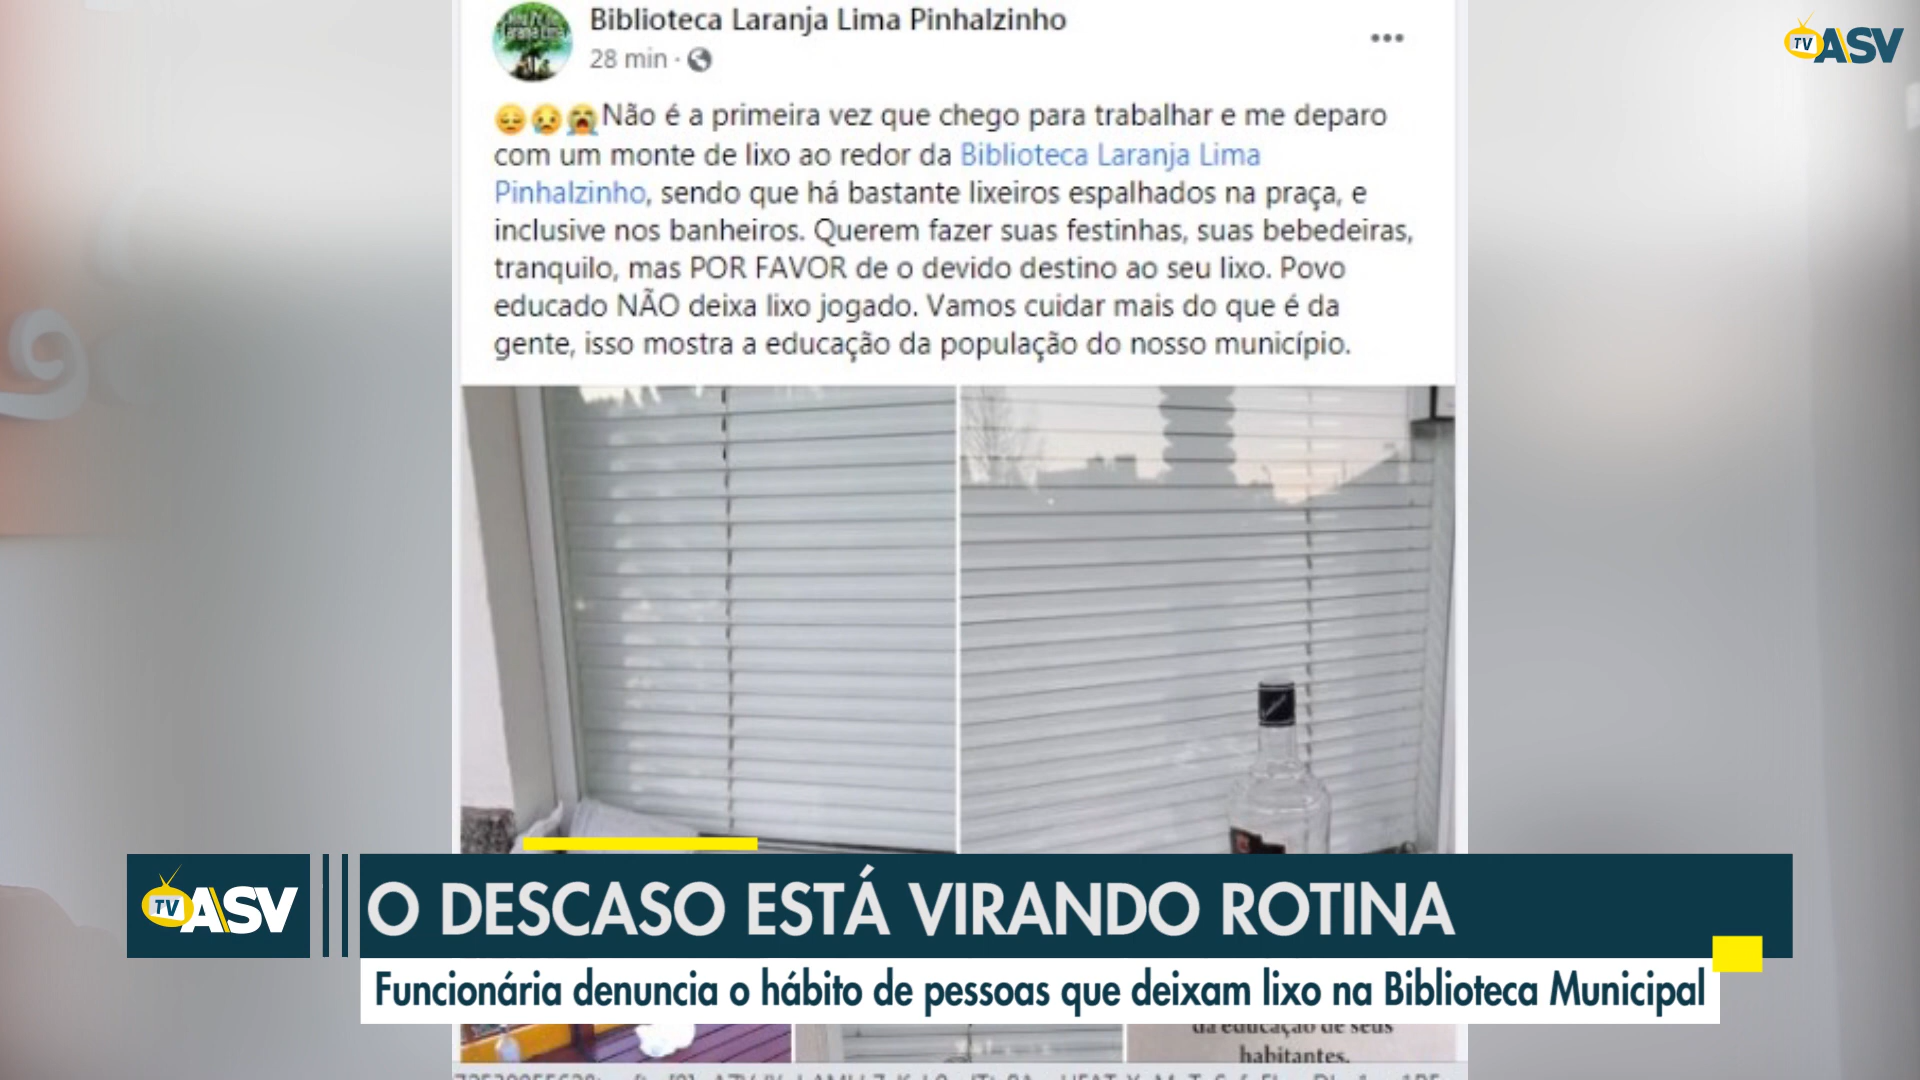 Biblioteca Laranja Lima Pinhalzinho
28 min ·
TV ASV
Não é a primeira vez que chego para trabalhar e me deparo
com um monte de lixo ao redor da Biblioteca Laranja Lima
Pinhalzinho, sendo que há bastante lixeiros espalhados na praça, e
inclusive nos banheiros. Querem fazer suas festinhas, suas bebedeiras,
tranquilo, mas POR FAVOR de o devido destino ao seu lixo. Povo
educado NÃO deixa lixo jogado. Vamos cuidar mais do que é da
gente, isso mostra a educação da população do nosso município.
TV ASV
O DESCASO ESTÁ VIRANDO ROTINA
Funcionária denuncia o hábito de pessoas que deixam lixo na Biblioteca Municipal
da educação de seus
habitantes.